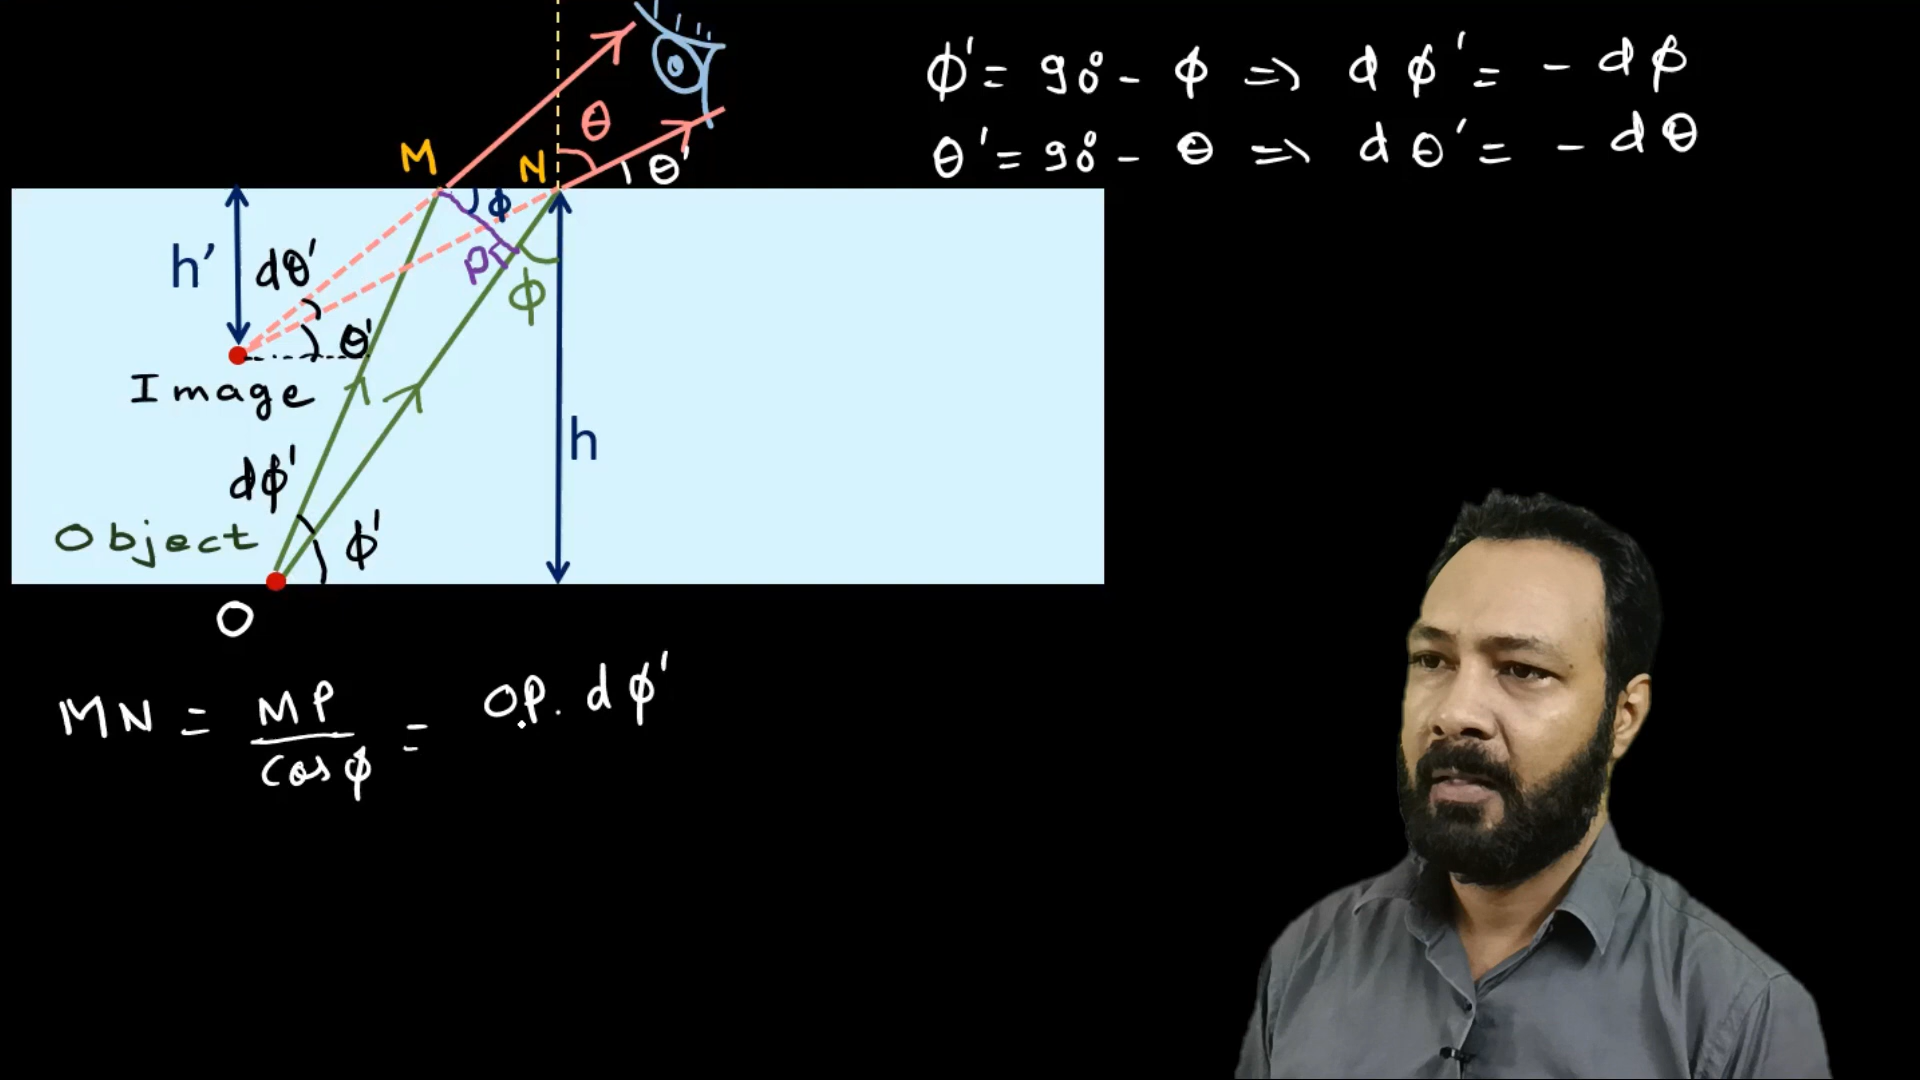 φ' = 90° - φ => dφ' = - dφ
θ' = 90° - θ => dθ' = - dθ
M
N
θ
θ'
φ
P
φ
h'
dθ'
θ'
Image
h
dφ'
φ'
Object
O
MN = MP / cos φ = OP. dφ'